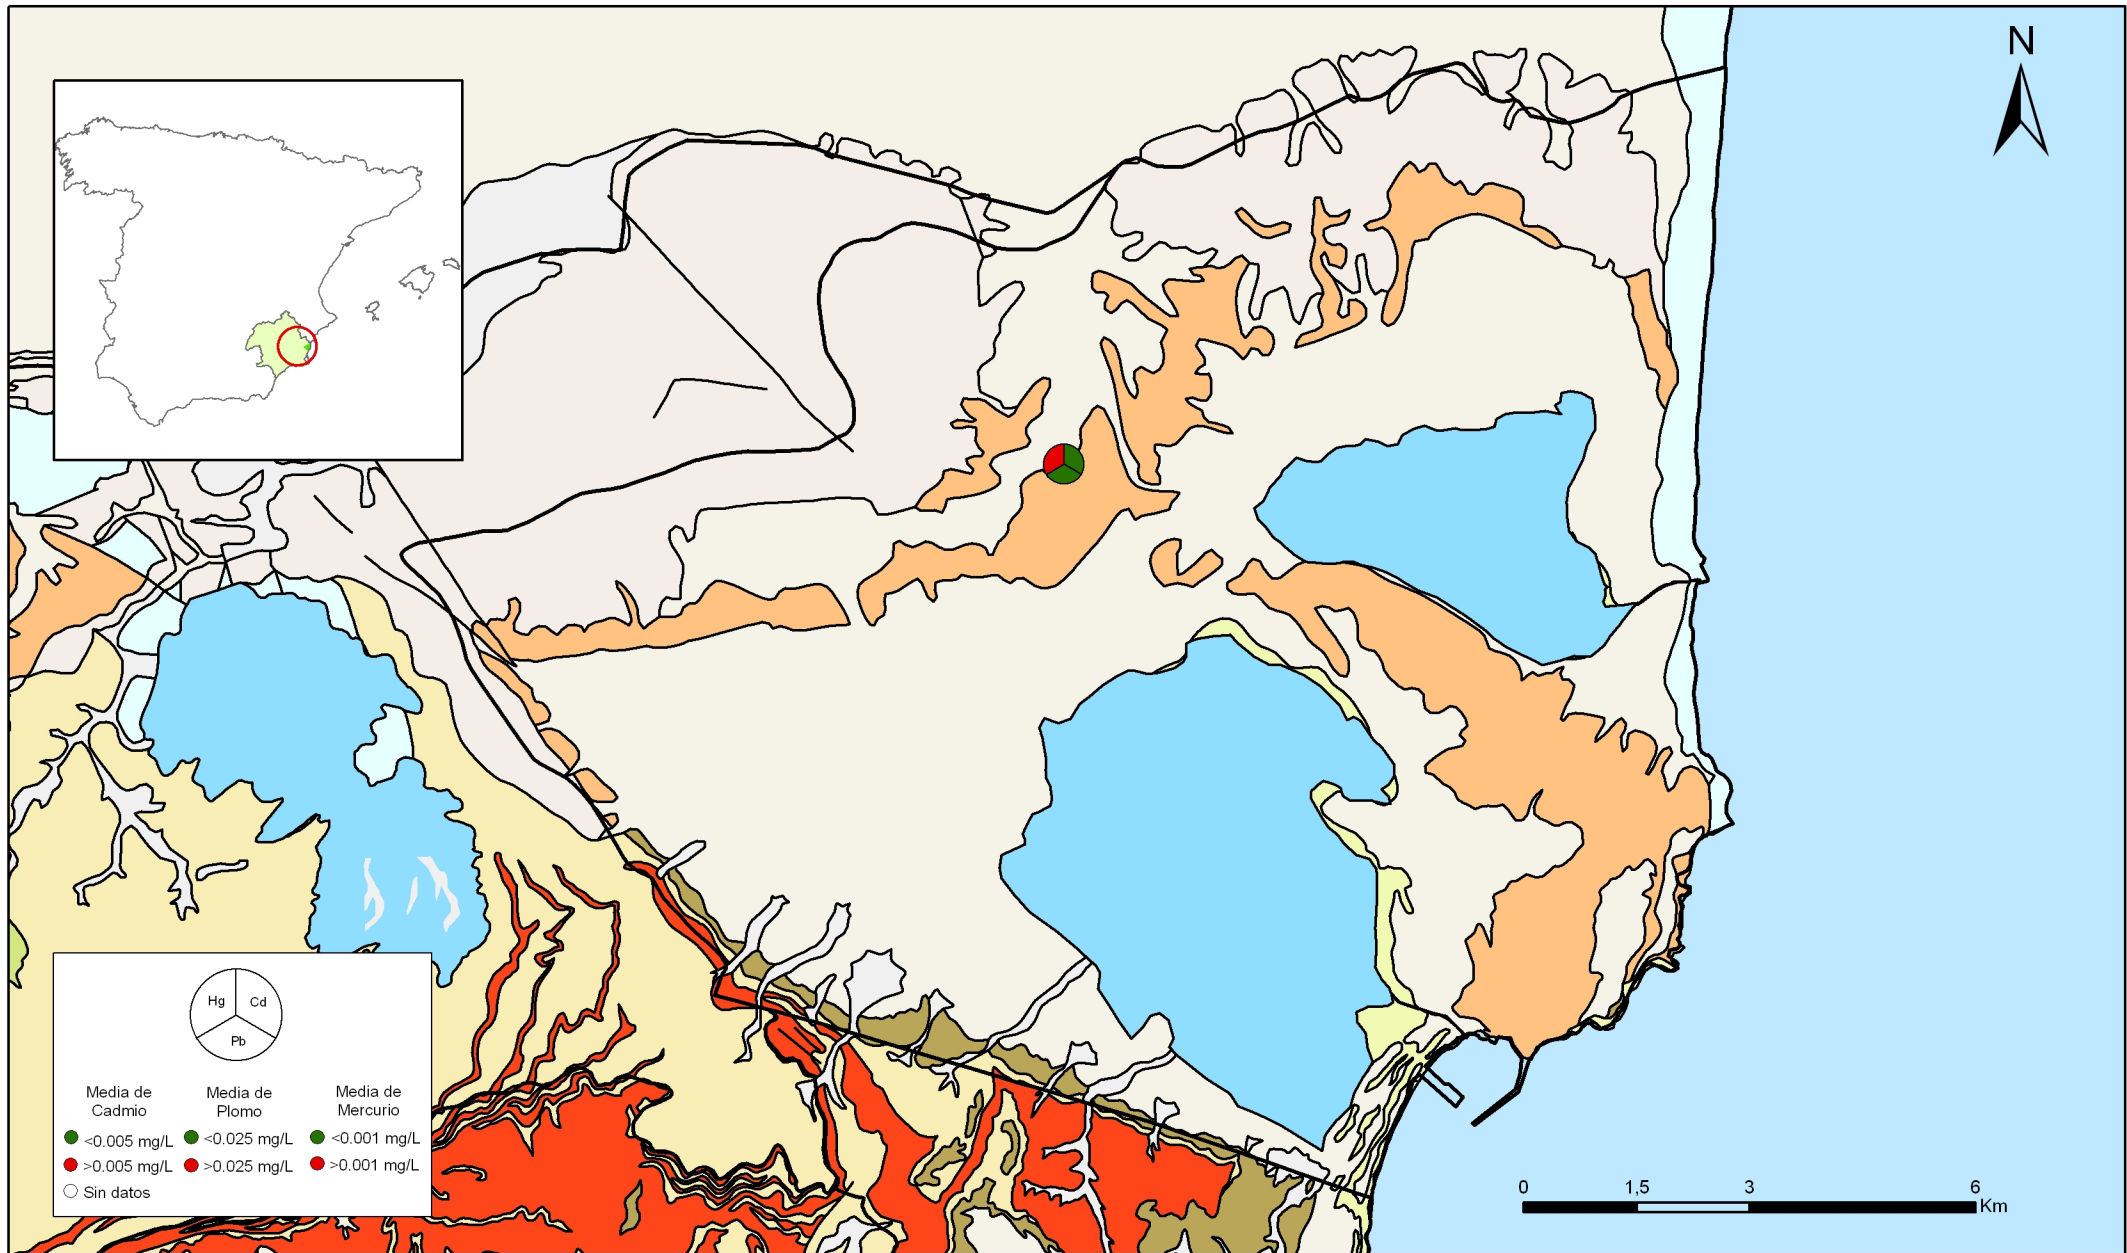 N
Hg Cd
Pb
Media de Cadmio
Media de Plomo
Media de Mercurio
<0.005 mg/L <0.025 mg/L <0.001 mg/L
>0.005 mg/L >0.025 mg/L >0.001 mg/L
Sin datos
0 1,5 3 6
Km